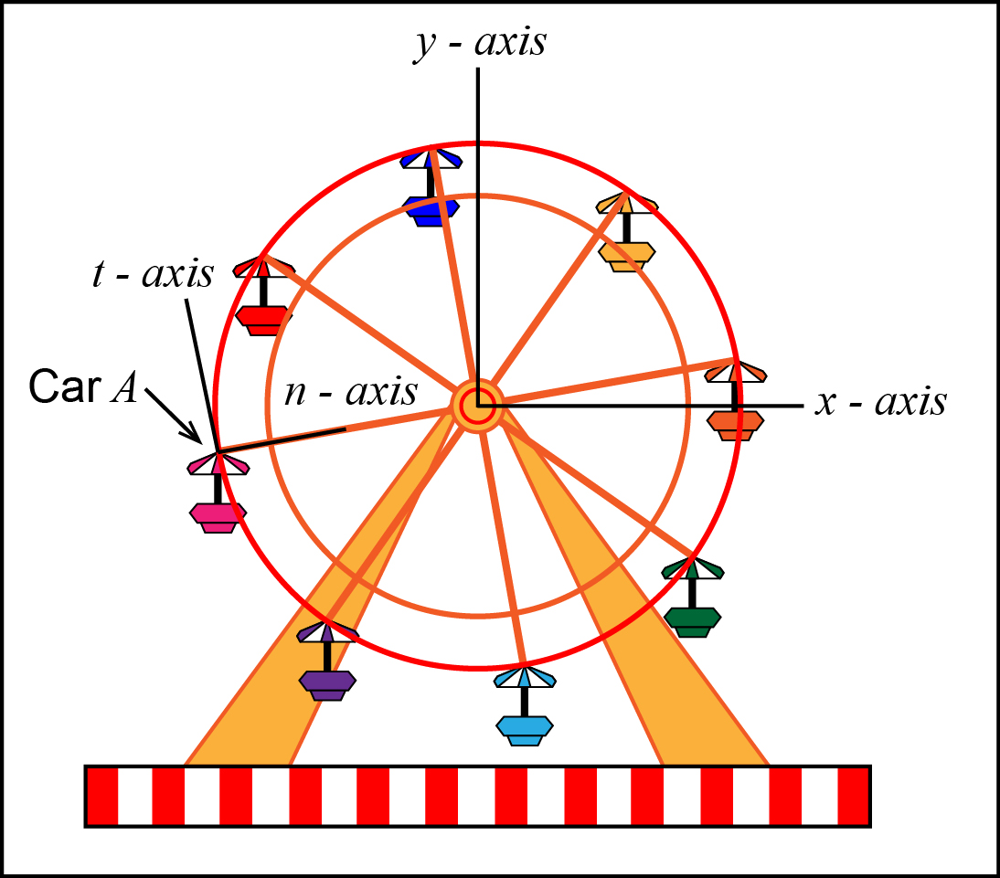 y - axis
t - axis
Car A
n - axis
x - axis